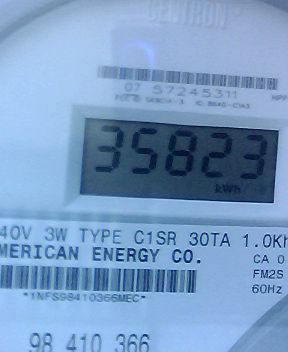 CENTRON
07 57245311
35823
kWh
40V 3W TYPE C1SR 30TA 1.0Kh
MERICAN ENERGY CO.
CA 0
FM2S
60Hz
*1NFS98410366MEC*
98 410 366